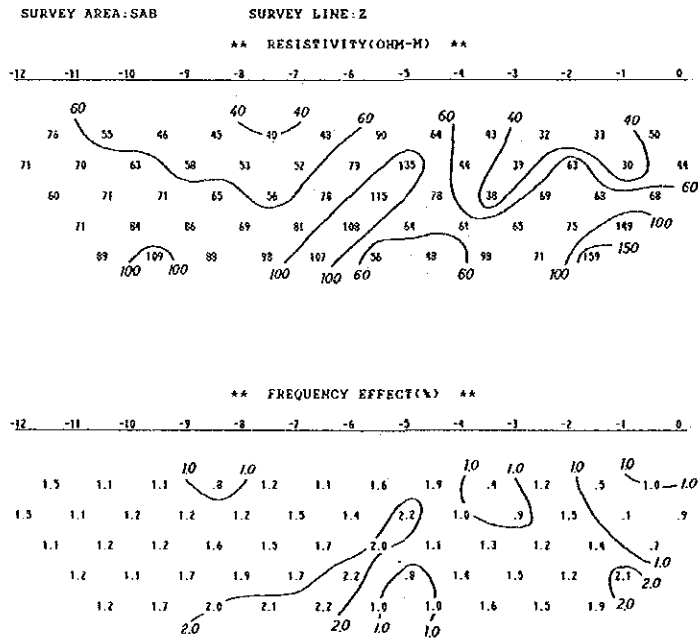 SURVEY AREA:SAB SURVEY LINE:Z
** RESISTIVITY(OHM-M) **
-12 -10 -9 -8 -7 -6 -5 -4 -3 -2 -1 0
60 40 40 60 60 40 40
76 55 46 45 40 43 90 64 43 32 33 50
73 70 63 58 53 52 79 135 44 39 63 30 44
60
60 71 71 65 56 78 115 78 38 69 68 68
71 84 86 69 81 108 64 61 65 75 149
100
89 109 88 98 107 56 48 99 71 159
150
100 100 100 100 60 60 100
** FREQUENCY EFFECT(%) **
-12 -10 -9 -8 -7 -6 -5 -4 -3 -2 -1 0
1.0 1.0 1.0 1.0 1.0 1.0 1.0
1.5 1.1 1.1 .8 1.2 1.1 1.6 1.9 .4 1.2 .5 1.0
1.5 1.1 1.2 1.2 1.2 1.5 1.4 2.2 1.0 .9 1.5 .1 .9
1.1 1.2 1.2 1.6 1.5 1.7 2.0 1.1 1.3 1.2 1.4 .7
1.0
1.2 1.1 1.7 1.9 1.7 2.2 .8 1.4 1.5 1.2 2.1
2.0
1.2 1.7 2.0 2.1 2.2 1.0 1.0 1.6 1.5 1.9
2.0 2.0 1.0 1.0 2.0